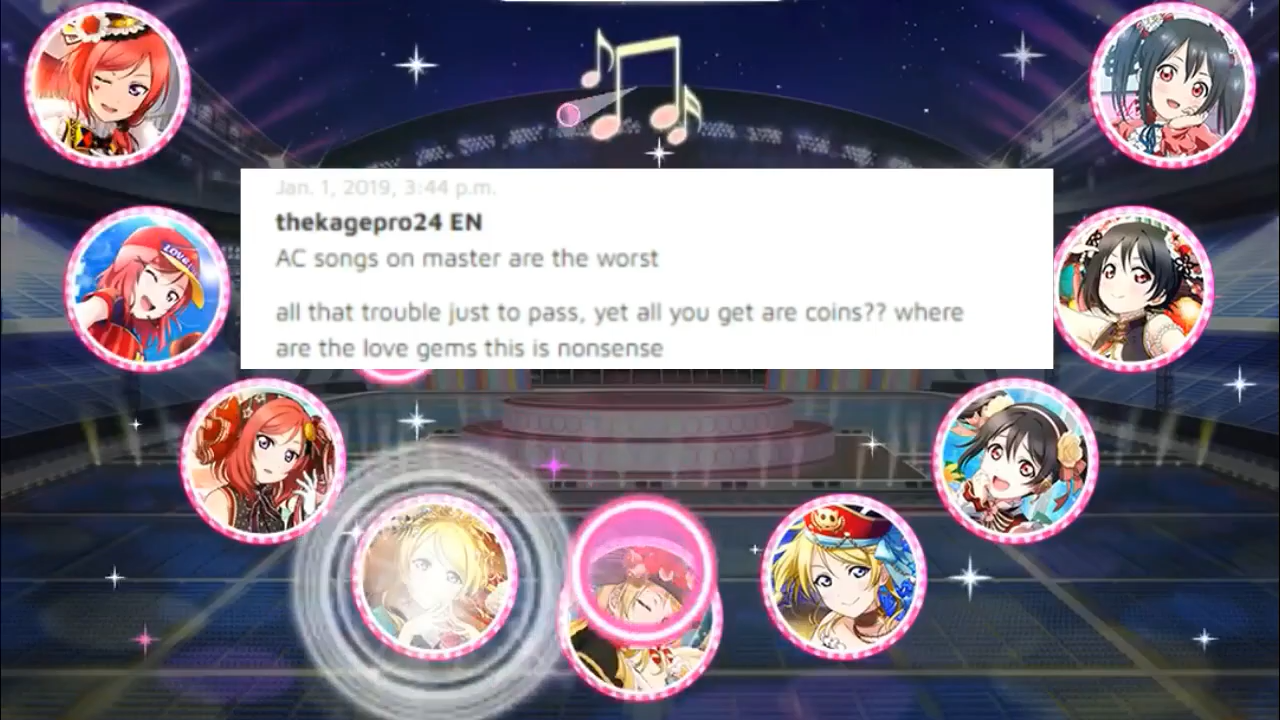 Jan. 1, 2019, 3:44 p.m.
thekagepro24 EN
AC songs on master are the worst
all that trouble just to pass, yet all you get are coins?? where
are the love gems this is nonsense
LOVE!